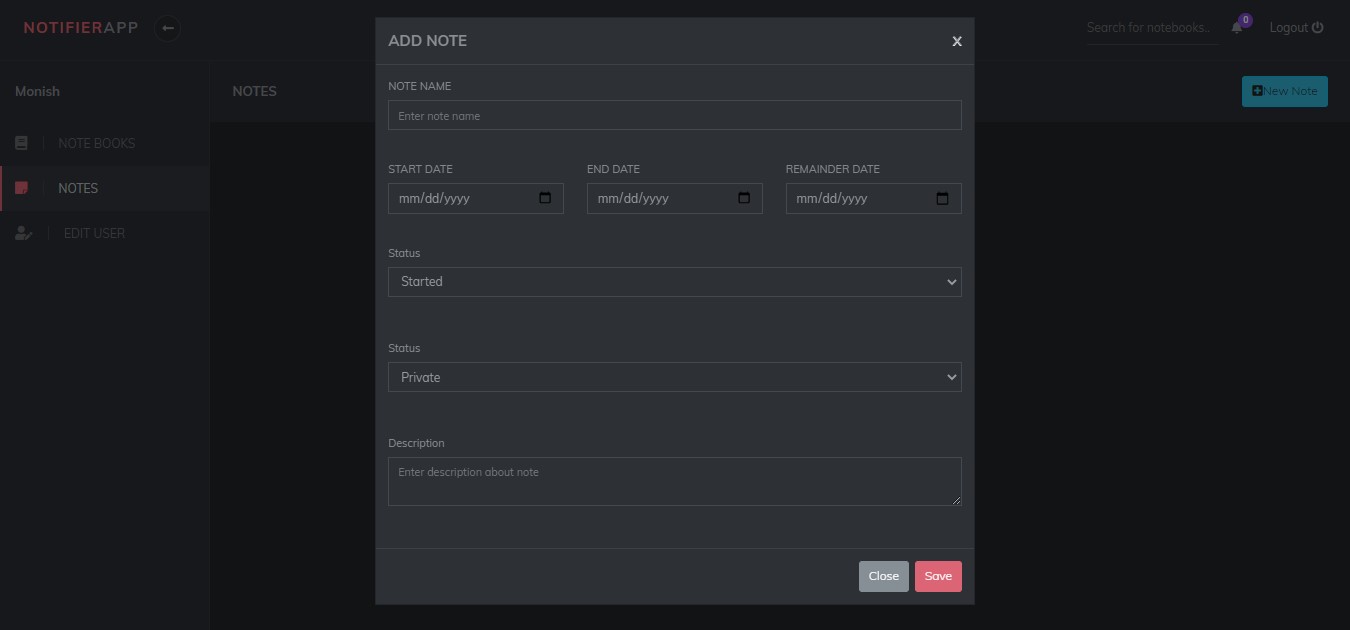 NOTIFIERAPP
Search for notebooks..
0
Logout
Monish
NOTE BOOKS
NOTES
EDIT USER
NOTES
New Note
ADD NOTE
X
NOTE NAME
Enter note name
START DATE END DATE REMAINDER DATE
mm/dd/yyyy mm/dd/yyyy mm/dd/yyyy
Status
Started
Status
Private
Description
Enter description about note
Close Save